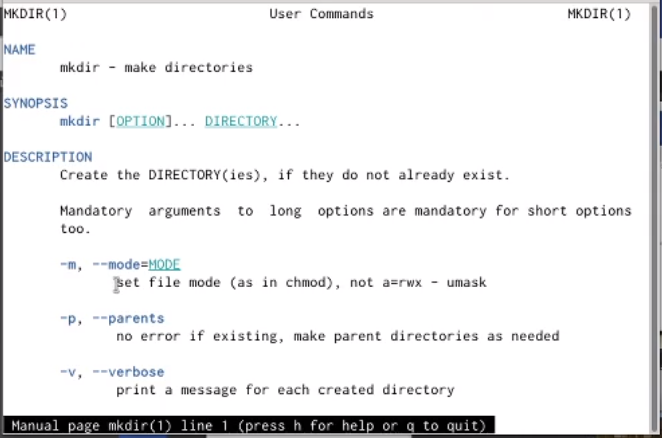 MKDIR(1) User Commands MKDIR(1)
NAME
mkdir - make directories
SYNOPSIS
mkdir [OPTION]... DIRECTORY...
DESCRIPTION
Create the DIRECTORY(ies), if they do not already exist.
Mandatory arguments to long options are mandatory for short options
too.
-m, --mode=MODE
set file mode (as in chmod), not a=rwx - umask
-p, --parents
no error if existing, make parent directories as needed
-v, --verbose
print a message for each created directory
Manual page mkdir(1) line 1 (press h for help or q to quit)